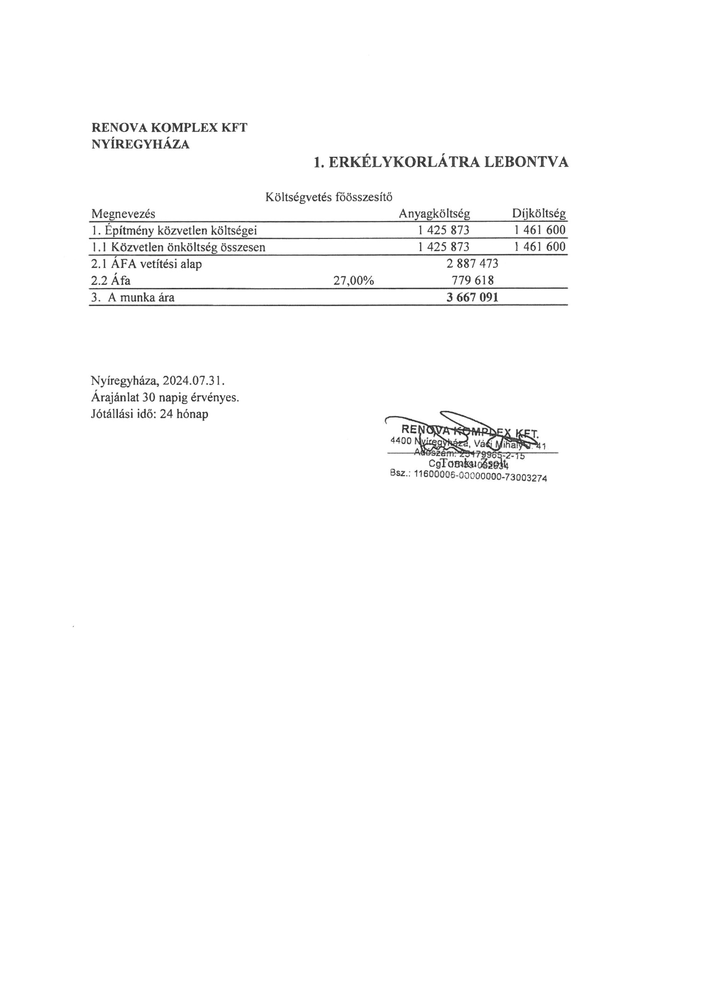 RENOVA KOMPLEX KFT
NYÍREGYHÁZA
1. ERKÉLYKORLÁTRA LEBONTVA
Költségvetés főösszesítő
Megnevezés Anyagköltség Díjköltség
1. Építmény közvetlen költségei 1 425 873 1 461 600
1.1 Közvetlen önköltség összesen 1 425 873 1 461 600
2.1 ÁFA vetítési alap 2 887 473
2.2 Áfa 27,00% 779 618
3. A munka ára 3 667 091
Nyíregyháza, 2024.07.31.
Árajánlat 30 napig érvényes.
Jótállási idő: 24 hónap
RENOVA KOMPLEX KFT.
4400 Nyíregyháza, Váci Mihály u. 41
Adószám: -2-15
Tomku Zsolt
Bsz.: 11600006-00000000-73003274